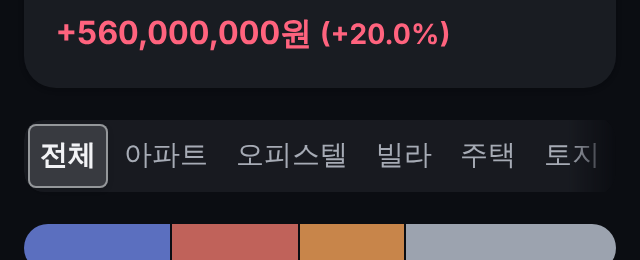 +560,000,000원 (+20.0%)
전체 아파트 오피스텔 빌라 주택 토지